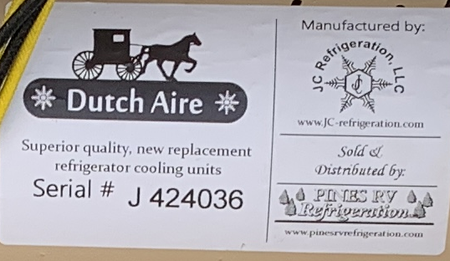 Dutch Aire
Superior quality, new replacement
refrigerator cooling units
Serial # J 424036
Manufactured by:
JC Refrigeration, LLC
JC
www.JC-refrigeration.com
Sold &
Distributed by:
PINES RV
Refrigeration
www.pinesrvrefrigeration.com